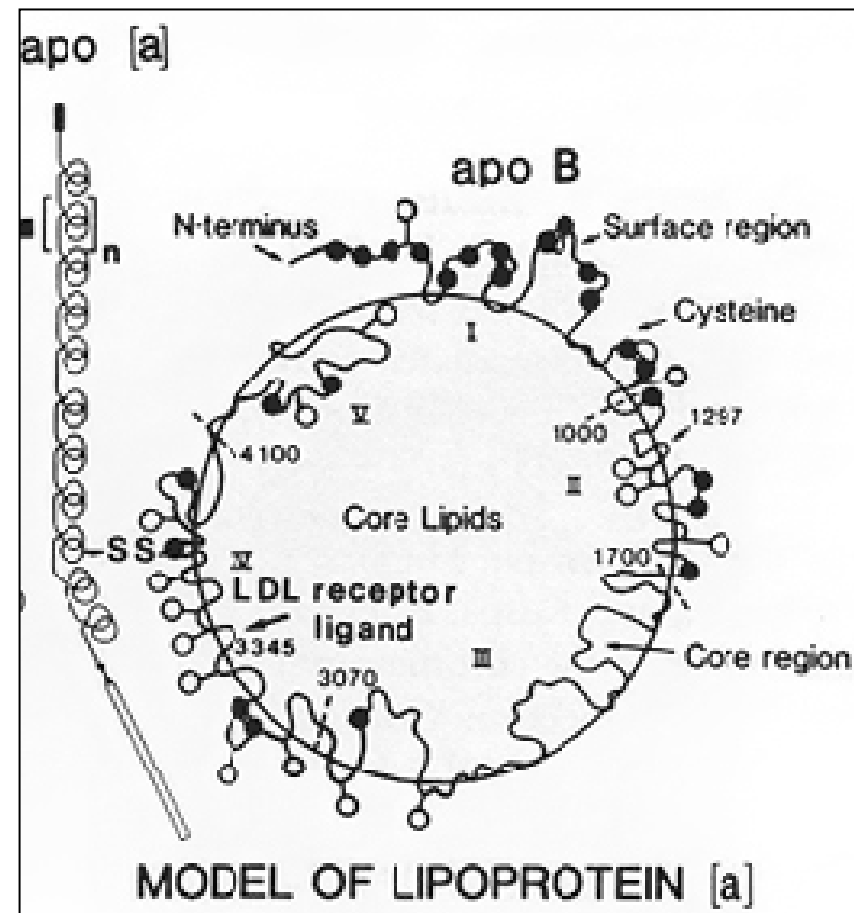 apo [a]
apo B
N-terminus
Surface region
n
I
Cysteine
V
1000
1297
4100
II
Core Lipids
SS
1700
IV
LDL receptor
ligand
3345
III
Core region
3070
MODEL OF LIPOPROTEIN [a]